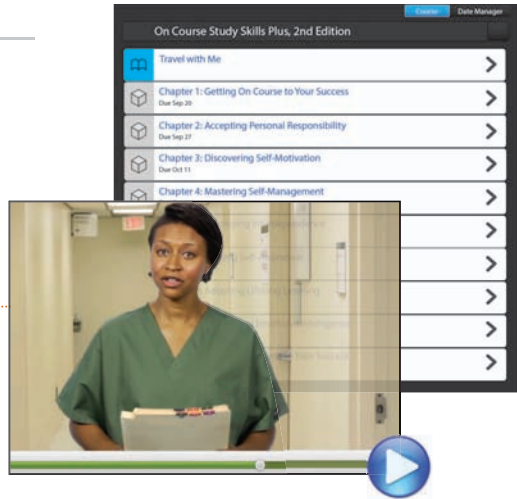 Course Date Manager
On Course Study Skills Plus, 2nd Edition
Travel with Me
Chapter 1: Getting On Course to Your Success
Due Sep 20
Chapter 2: Accepting Personal Responsibility
Due Sep 27
Chapter 3: Discovering Self-Motivation
Due Oct 11
Chapter 4: Mastering Self-Management